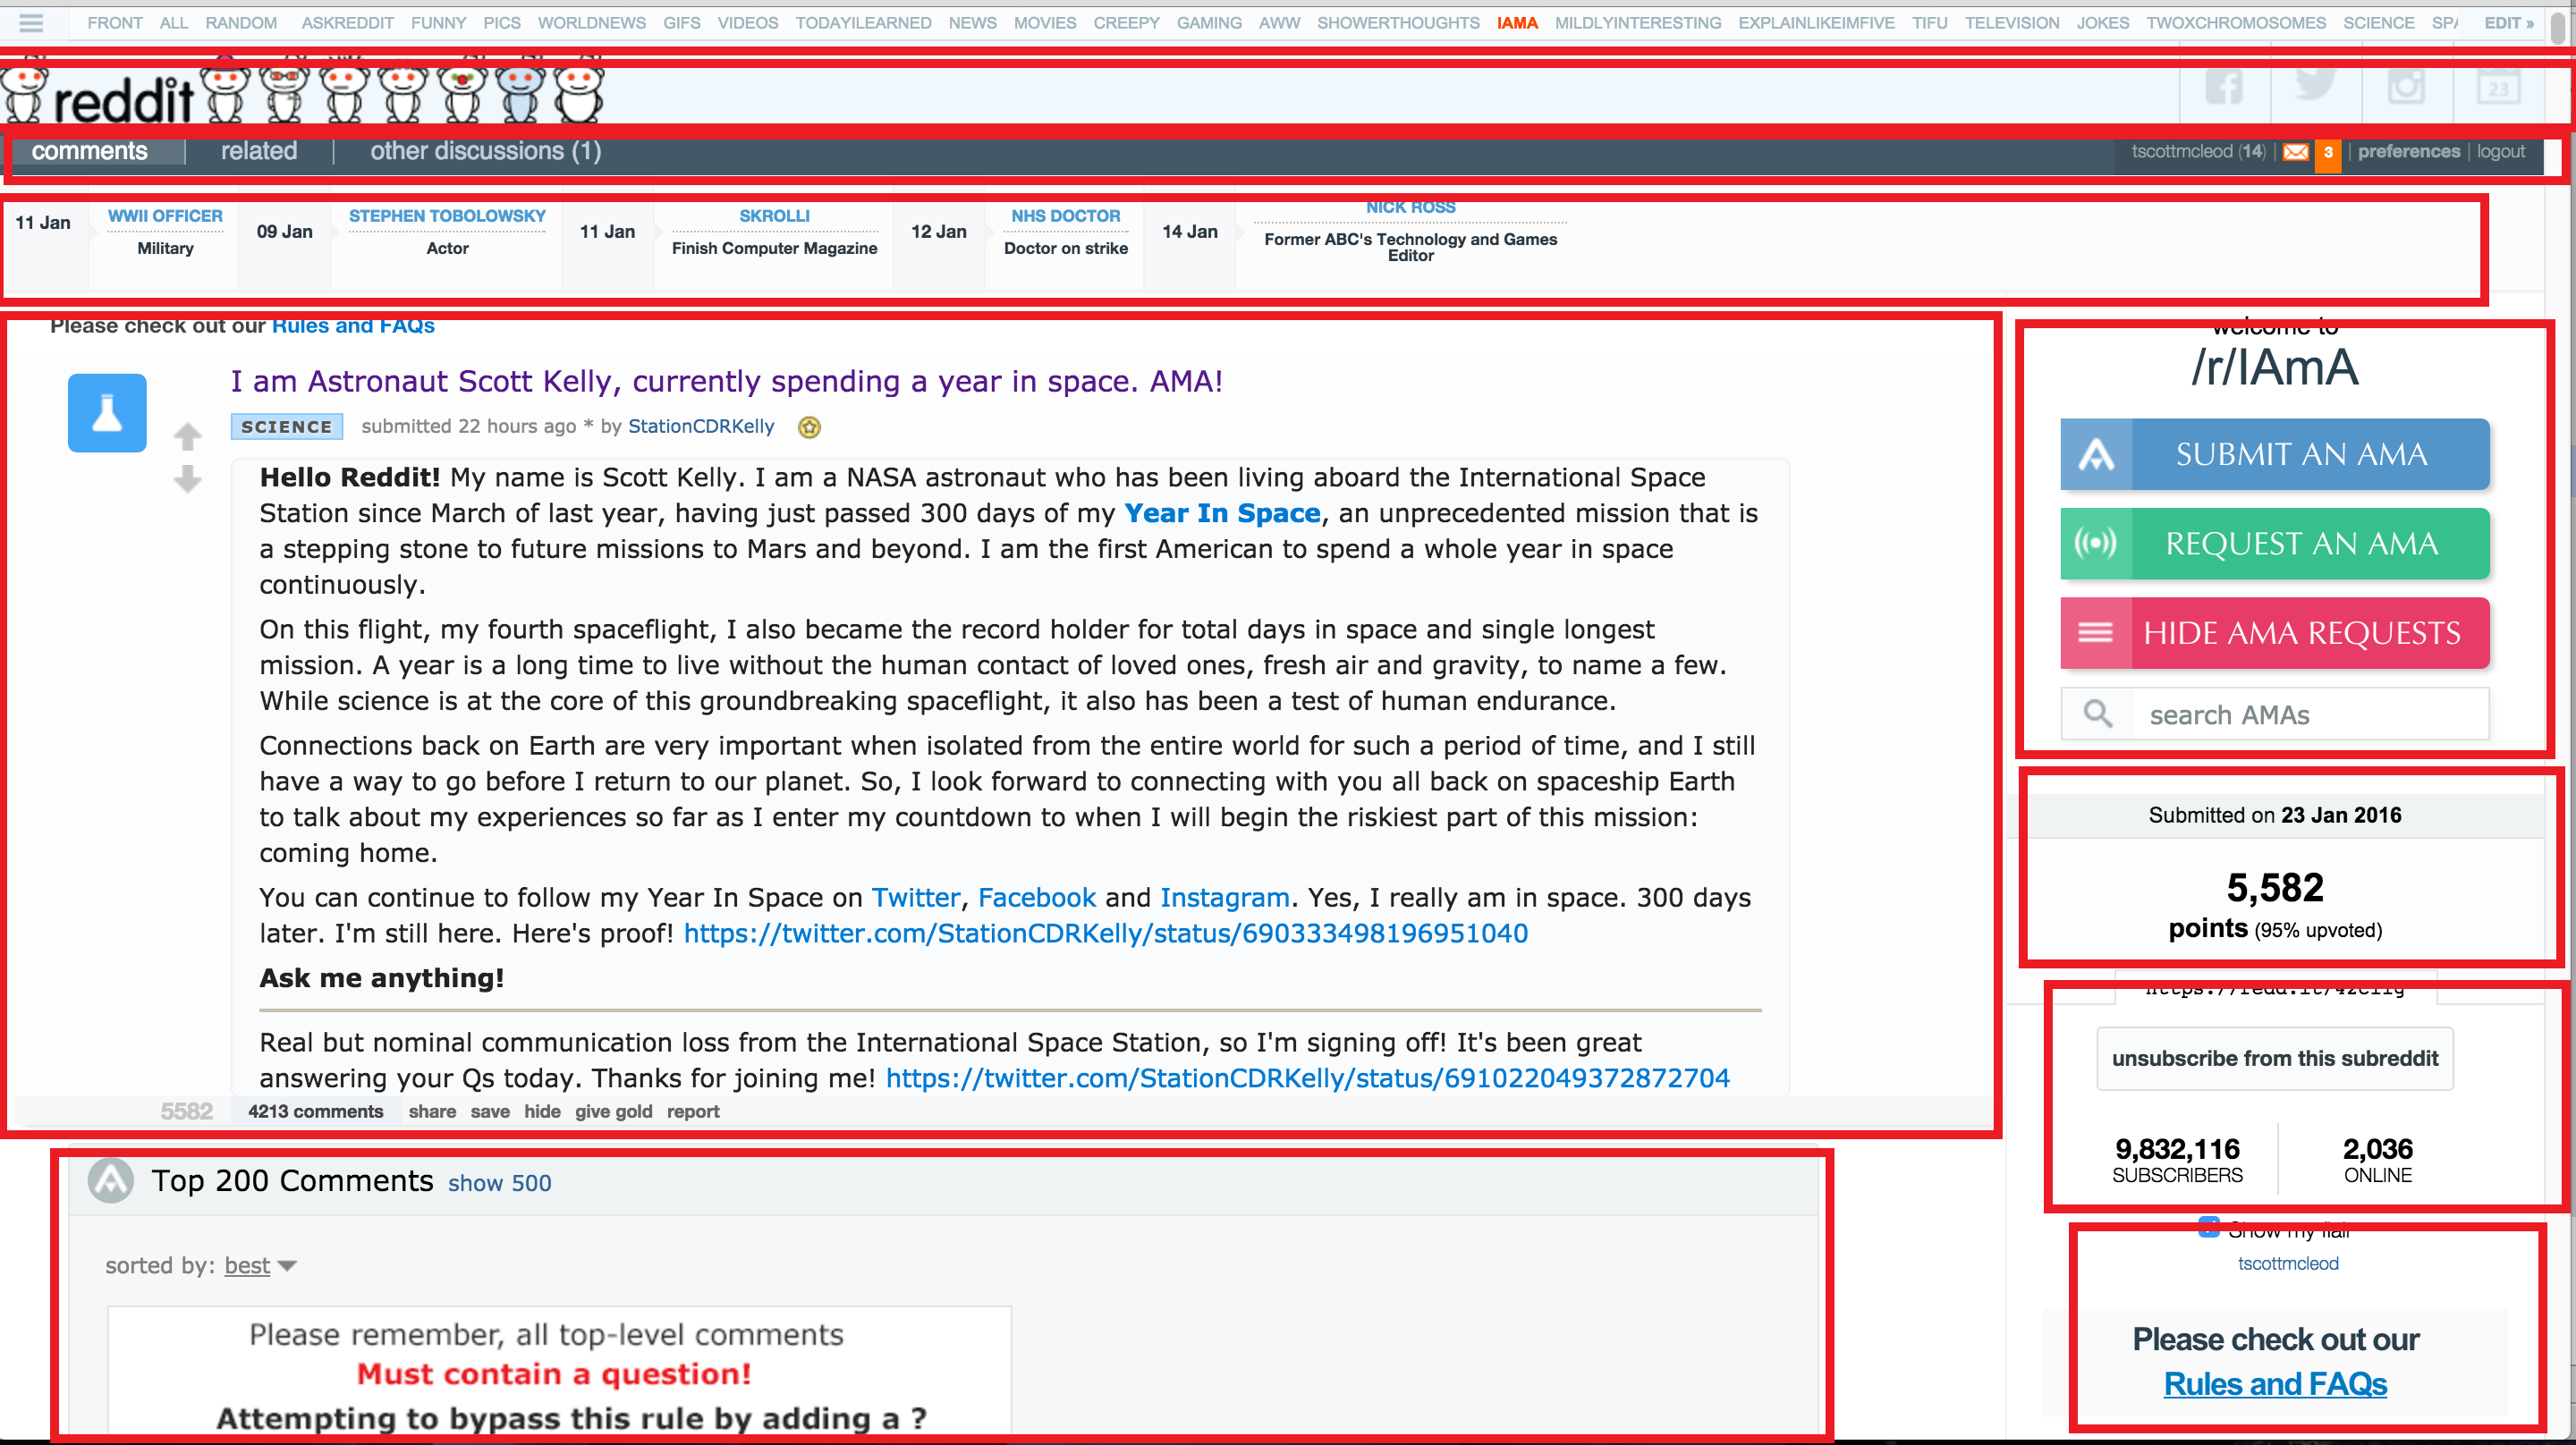 FRONT ALL RANDOM ASKREDDIT FUNNY PICS WORLDNEWS GIFS VIDEOS TODAYILEARNED NEWS MOVIES CREEPY GAMING AWW SHOWERTHOUGHTS IAMA MILDLYINTERESTING EXPLAINLIKEIMFIVE TIFU TELEVISION JOKES TWOXCHROMOSOMES SCIENCE EDIT »
reddit
23
comments related other discussions (1)
tscottmcleod (14) | 3 | preferences | logout
11 Jan WWII OFFICER
Military
09 Jan STEPHEN TOBOLOWSKY
Actor
11 Jan SKROLLI
Finish Computer Magazine
12 Jan NHS DOCTOR
Doctor on strike
14 Jan NICK ROSS
Former ABC's Technology and Games
Editor
Please check out our Rules and FAQs
I am Astronaut Scott Kelly, currently spending a year in space. AMA!
SCIENCE submitted 22 hours ago * by StationCDRKelly
Hello Reddit! My name is Scott Kelly. I am a NASA astronaut who has been living aboard the International Space
Station since March of last year, having just passed 300 days of my Year In Space, an unprecedented mission that is
a stepping stone to future missions to Mars and beyond. I am the first American to spend a whole year in space
continuously.
On this flight, my fourth spaceflight, I also became the record holder for total days in space and single longest
mission. A year is a long time to live without the human contact of loved ones, fresh air and gravity, to name a few.
While science is at the core of this groundbreaking spaceflight, it also has been a test of human endurance.
Connections back on Earth are very important when isolated from the entire world for such a period of time, and I still
have a way to go before I return to our planet. So, I look forward to connecting with you all back on spaceship Earth
to talk about my experiences so far as I enter my countdown to when I will begin the riskiest part of this mission:
coming home.
You can continue to follow my Year In Space on Twitter, Facebook and Instagram. Yes, I really am in space. 300 days
later. I'm still here. Here's proof! https://twitter.com/StationCDRKelly/status/690333498196951040
Ask me anything!
Real but nominal communication loss from the International Space Station, so I'm signing off! It's been great
answering your Qs today. Thanks for joining me! https://twitter.com/StationCDRKelly/status/691022049372872704
5582 4213 comments share save hide give gold report
Top 200 Comments show 500
sorted by: best
Please remember, all top-level comments
Must contain a question!
Attempting to bypass this rule by adding a ?
welcome to
/r/IAmA
SUBMIT AN AMA
REQUEST AN AMA
HIDE AMA REQUESTS
search AMAs
Submitted on 23 Jan 2016
5,582
points (95% upvoted)
unsubscribe from this subreddit
9,832,116
SUBSCRIBERS
2,036
ONLINE
Show my flair
tscottmcleod
Please check out our
Rules and FAQs